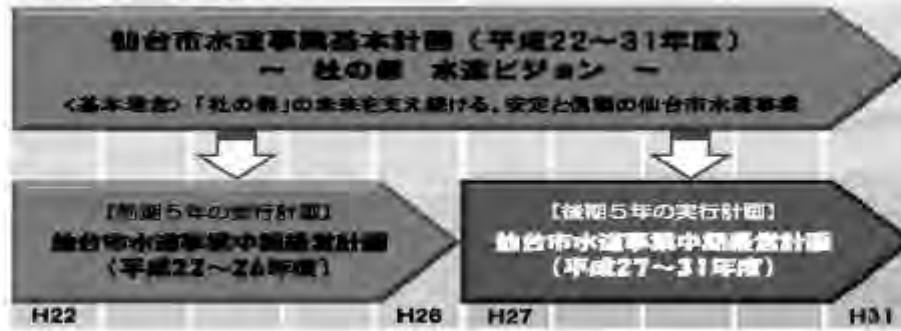 仙台市水道事業基本計画（平成22～31年度）
～ 杜の都 水道ビジョン ～
<基本理念>「杜の都」の未来を支え続ける、安定と信頼の仙台市水道事業
【前期５年の実行計画】
仙台市水道事業中期経営計画
（平成22～26年度）
【後期５年の実行計画】
仙台市水道事業中期経営計画
（平成27～31年度）
H22 H26 H27 H31